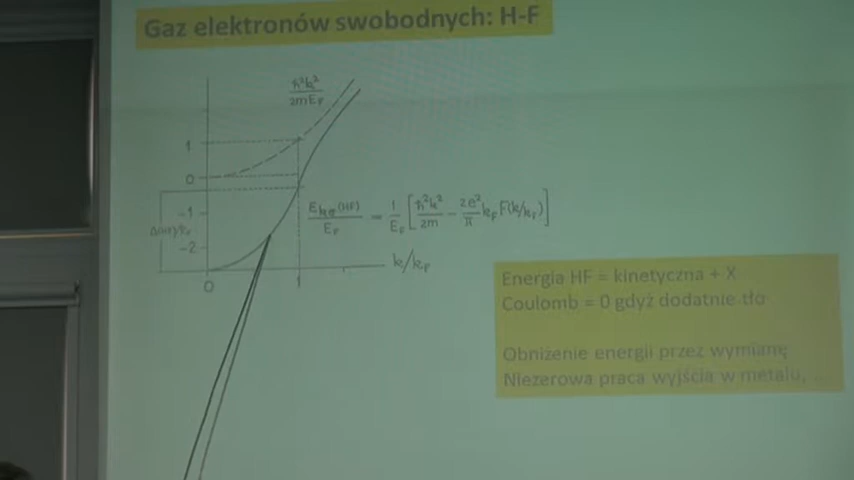 Gaz elektronów swobodnych: H-F
ħ²k²
2mE_F
1
0
-1
-2
E_kσ(HF) / E_F = 1/E_F [ħ²k²/2m - 2e²/π k_F F(k/k_F)]
k/k_F
0 1
Energia HF = kinetyczna + X
Coulomb = 0 gdyż dodatnie tło
Obniżenie energii przez wymianę
Niezerowa praca wyjścia w metalu, ...